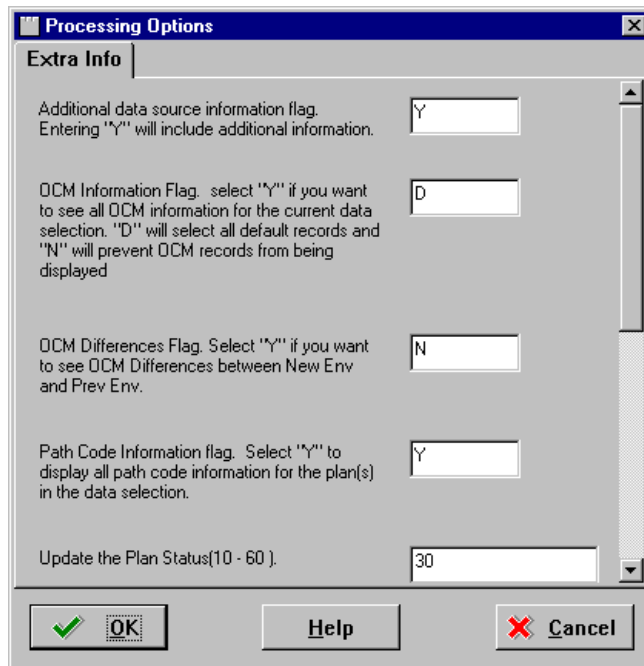 Processing Options
Extra Info
Additional data source information flag.
Entering "Y" will include additional information.
Y
OCM Information Flag.  select "Y" if you want
to see all OCM information for the current data
selection. "D" will select all default records and
"N" will prevent OCM records from being
displayed
D
OCM Differences Flag. Select "Y" if you want
to see OCM Differences between New Env
and Prev Env.
N
Path Code Information flag.  Select "Y" to
display all path code information for the plan(s)
in the data selection.
Y
Update the Plan Status(10 - 60 ).
30
OK
Help
Cancel